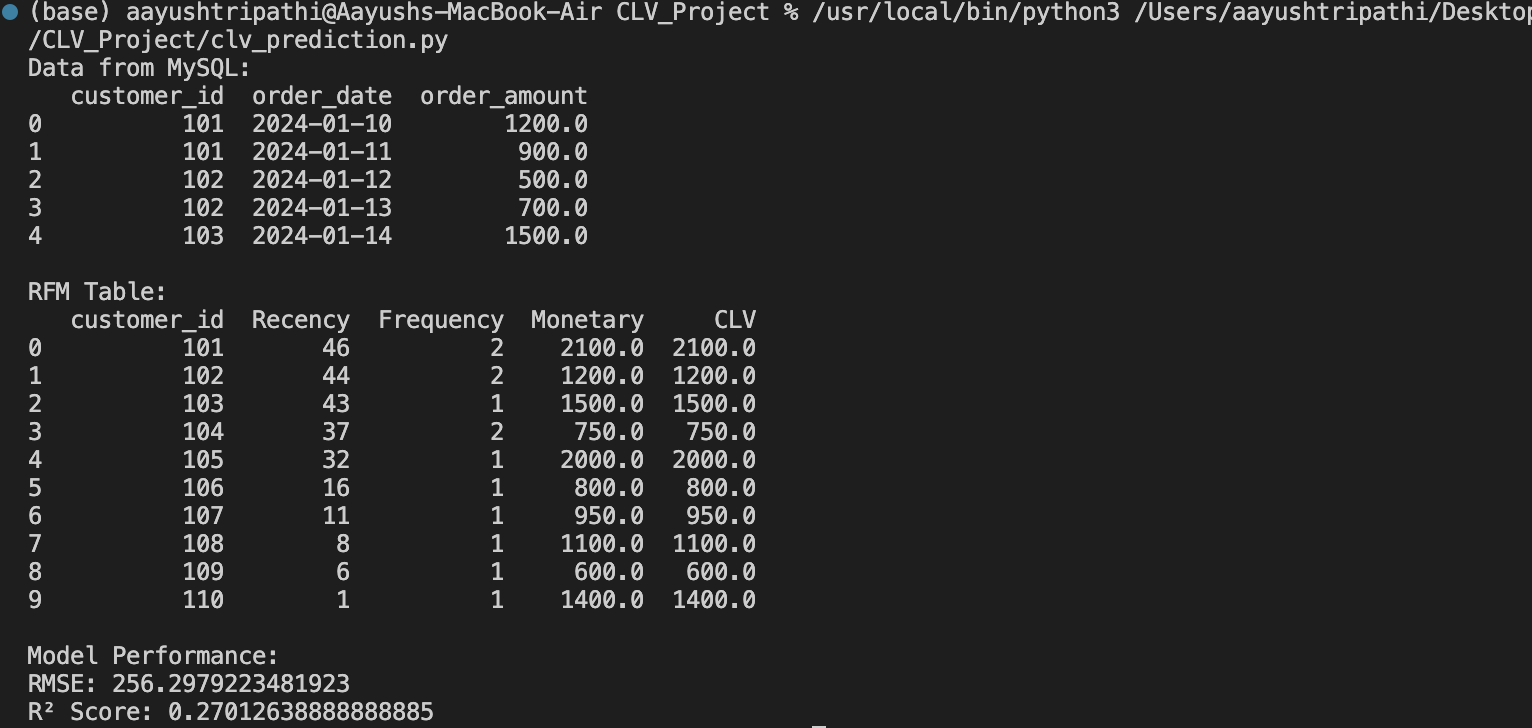 (base) aayushtripathi@Aayushs-MacBook-Air CLV_Project % /usr/local/bin/python3 /Users/aayushtripathi/Desktop
/CLV_Project/clv_prediction.py
Data from MySQL:
   customer_id  order_date  order_amount
0          101  2024-01-10        1200.0
1          101  2024-01-11         900.0
2          102  2024-01-12         500.0
3          102  2024-01-13         700.0
4          103  2024-01-14        1500.0

RFM Table:
   customer_id  Recency  Frequency  Monetary     CLV
0          101       46          2    2100.0  2100.0
1          102       44          2    1200.0  1200.0
2          103       43          1    1500.0  1500.0
3          104       37          2     750.0   750.0
4          105       32          1    2000.0  2000.0
5          106       16          1     800.0   800.0
6          107       11          1     950.0   950.0
7          108        8          1    1100.0  1100.0
8          109        6          1     600.0   600.0
9          110        1          1    1400.0  1400.0

Model Performance:
RMSE: 256.2979223481923
R² Score: 0.27012638888888885